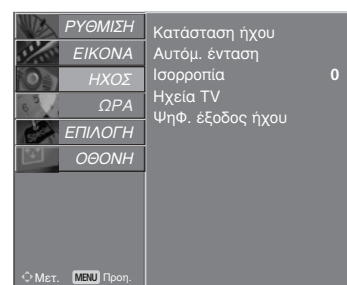 ΡΥΘΜΙΣΗ
ΕΙΚΟΝΑ
ΗΧΟΣ
ΩΡΑ
ΕΠΙΛΟΓΗ
ΟΘΟΝΗ
Κατάσταση ήχου
Αυτόμ. ένταση
Ισορροπία 0
Ηχεία TV
ΨηΦ. έξοδος ήχου
Μετ. MENU Προη.